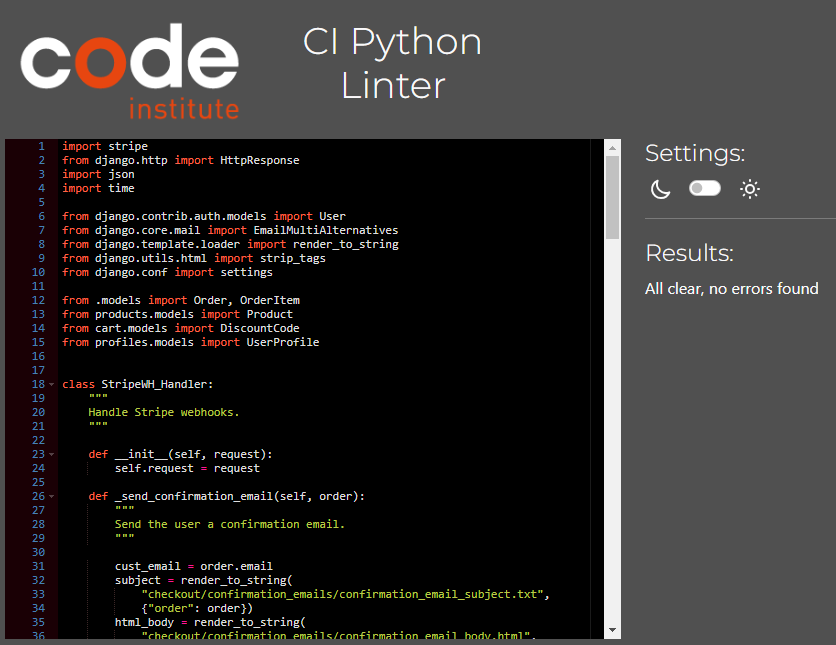 code
institute
CI Python
Linter
1 import stripe
2 from django.http import HttpResponse
3 import json
4 import time
5
6 from django.contrib.auth.models import User
7 from django.core.mail import EmailMultiAlternatives
8 from django.template.loader import render_to_string
9 from django.utils.html import strip_tags
10 from django.conf import settings
11
12 from .models import Order, OrderItem
13 from products.models import Product
14 from cart.models import DiscountCode
15 from profiles.models import UserProfile
16
17
18 class StripeWH_Handler:
19 """
20 Handle Stripe webhooks.
21 """
22
23 def __init__(self, request):
24 self.request = request
25
26 def _send_confirmation_email(self, order):
27 """
28 Send the user a confirmation email.
29 """
30
31 cust_email = order.email
32 subject = render_to_string(
33 "checkout/confirmation_emails/confirmation_email_subject.txt",
34 {"order": order})
35 html_body = render_to_string(
36 "checkout/confirmation_emails/confirmation_email_body.html",
Settings:
Results:
All clear, no errors found